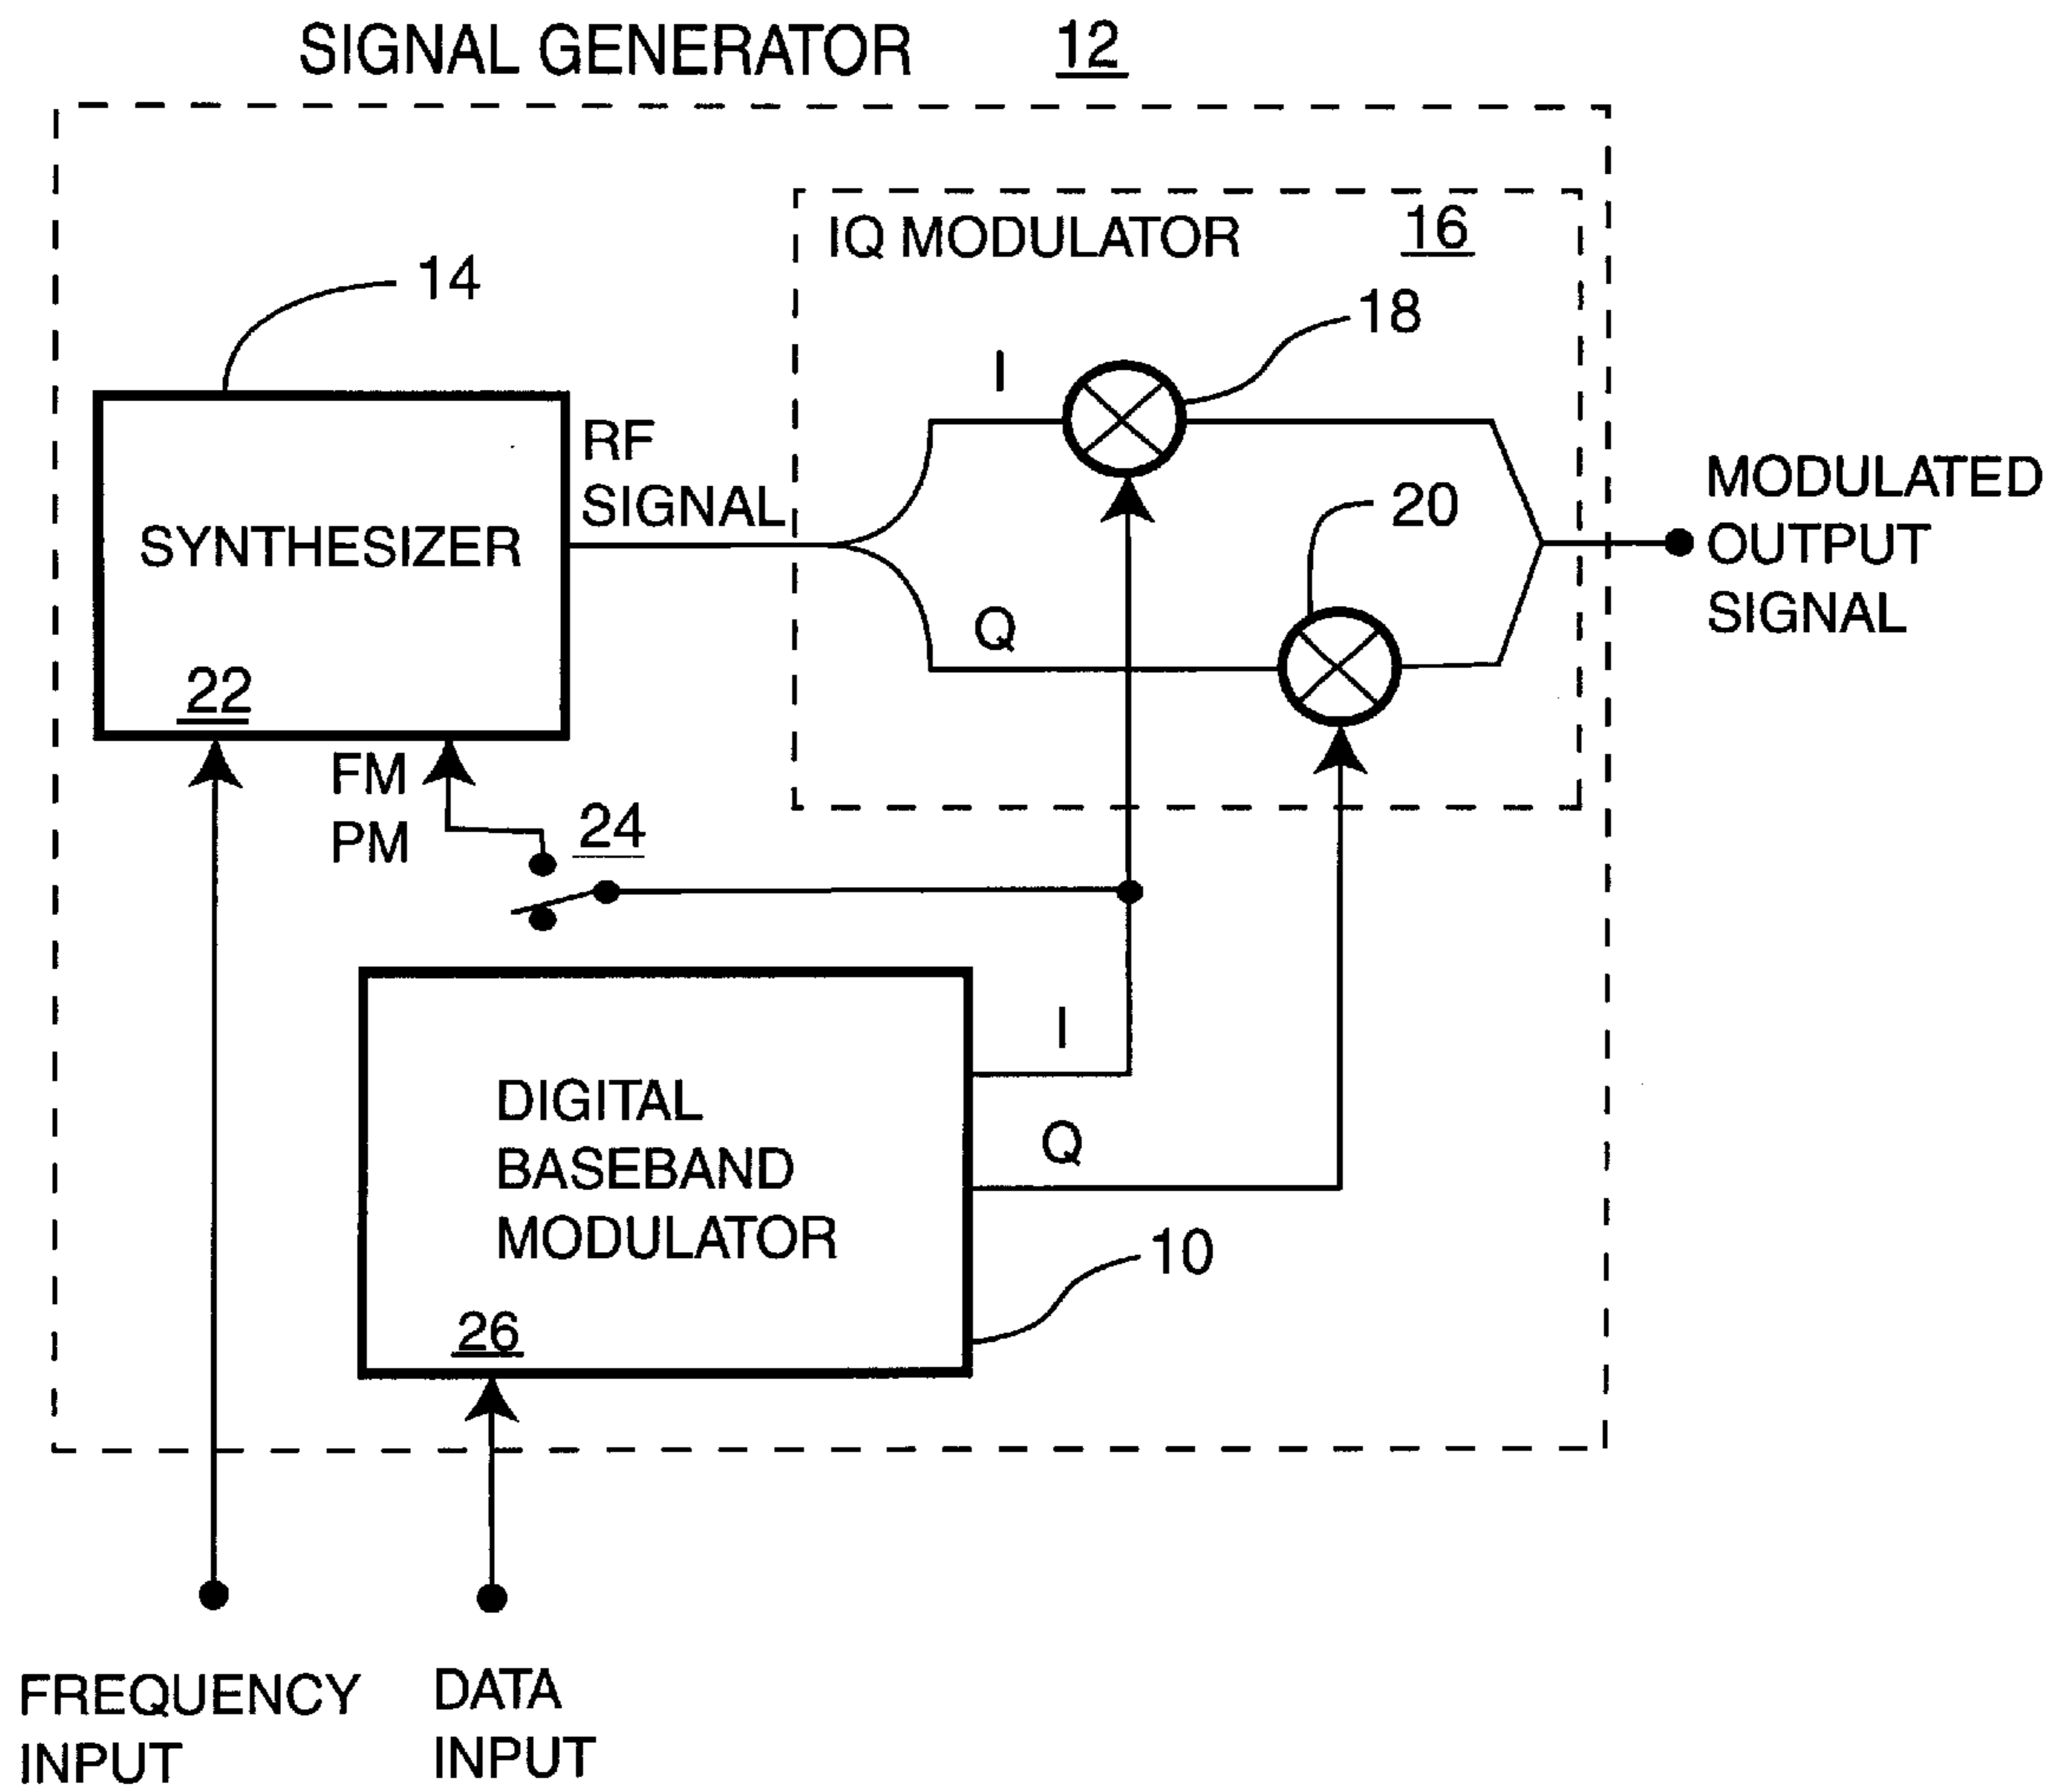 SIGNAL GENERATOR 12
IQ MODULATOR 16
14
18
I
RF
SIGNAL
SYNTHESIZER
20
MODULATED
OUTPUT
SIGNAL
Q
22
FM
PM
24
I
DIGITAL
BASEBAND
MODULATOR
Q
10
26
FREQUENCY
INPUT
DATA
INPUT